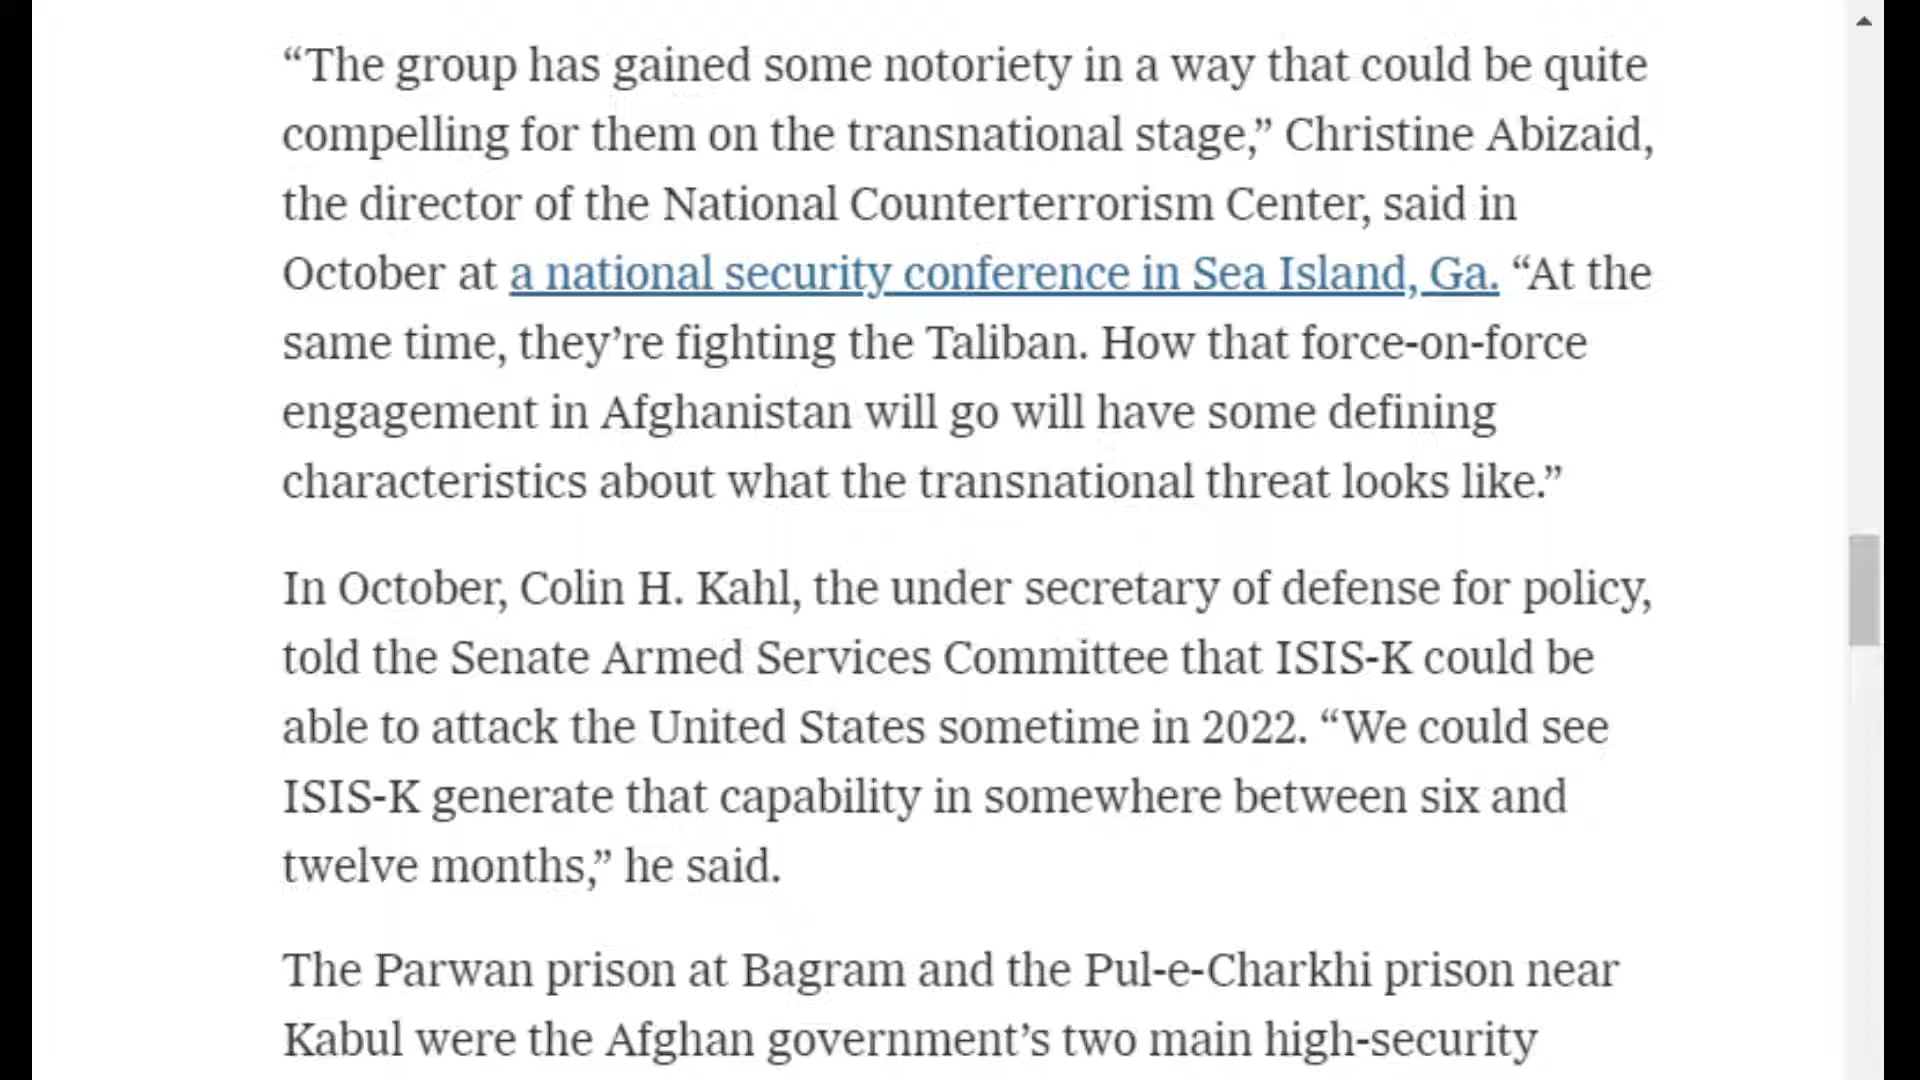 “The group has gained some notoriety in a way that could be quite
compelling for them on the transnational stage,” Christine Abizaid,
the director of the National Counterterrorism Center, said in
October at a national security conference in Sea Island, Ga. “At the
same time, they’re fighting the Taliban. How that force-on-force
engagement in Afghanistan will go will have some defining
characteristics about what the transnational threat looks like.”
In October, Colin H. Kahl, the under secretary of defense for policy,
told the Senate Armed Services Committee that ISIS-K could be
able to attack the United States sometime in 2022. “We could see
ISIS-K generate that capability in somewhere between six and
twelve months,” he said.
The Parwan prison at Bagram and the Pul-e-Charkhi prison near
Kabul were the Afghan government’s two main high-security